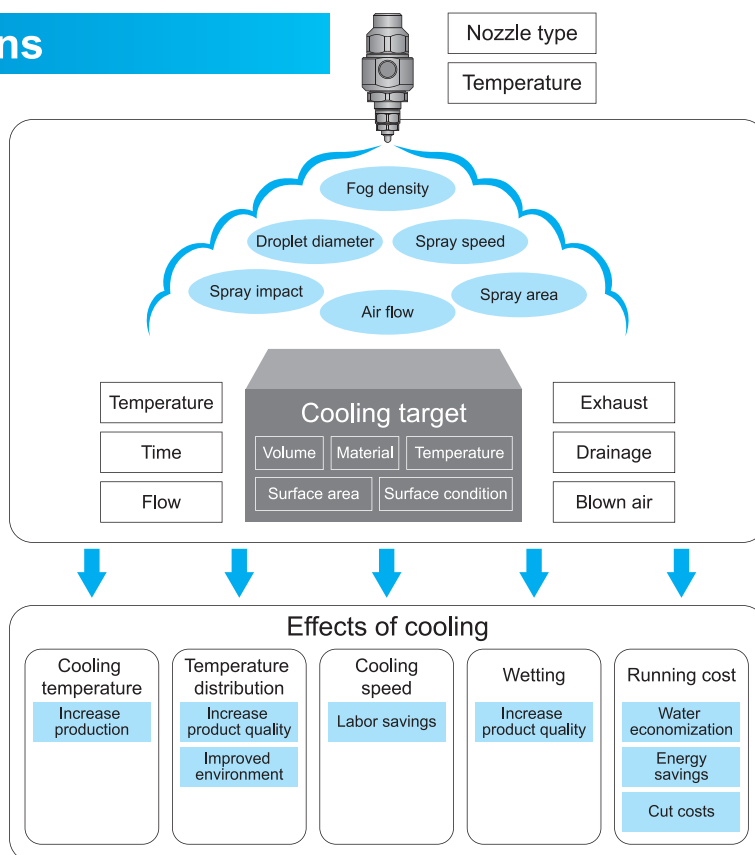 ns
Nozzle type
Temperature
Fog density
Droplet diameter
Spray speed
Spray impact
Air flow
Spray area
Temperature
Time
Flow
Cooling target
Volume
Material
Temperature
Surface area
Surface condition
Exhaust
Drainage
Blown air
Effects of cooling
Cooling
temperature
Increase
production
Temperature
distribution
Increase
product quality
Improved
environment
Cooling
speed
Labor savings
Wetting
Increase
product quality
Running cost
Water
economization
Energy
savings
Cut costs